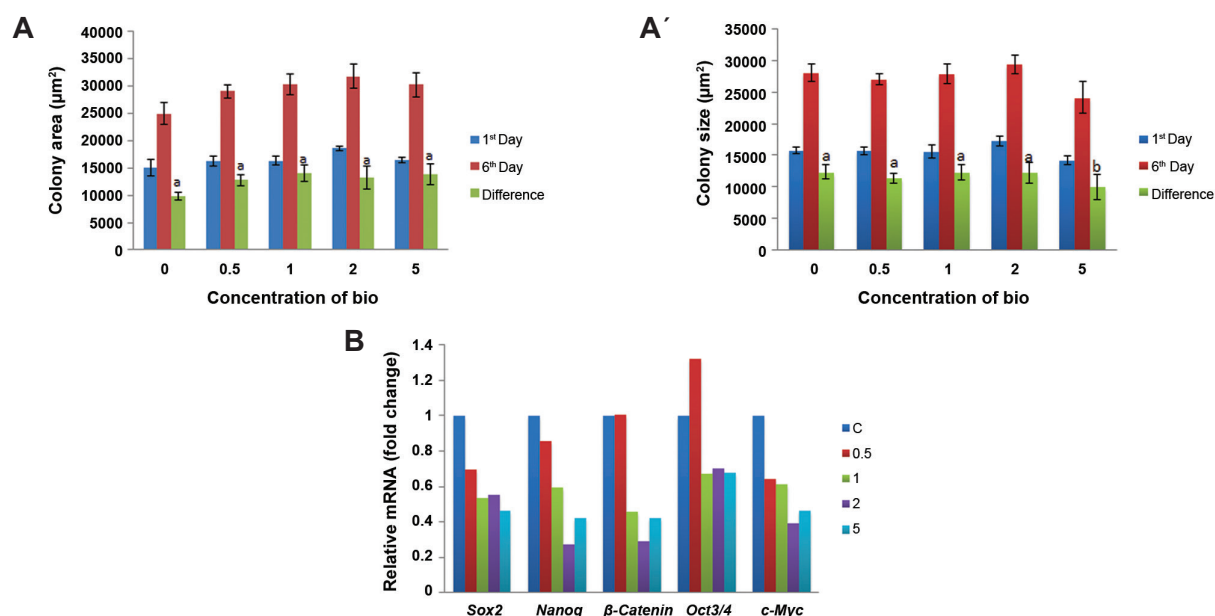 A
Colony area (µm²)
40000
35000
30000
25000
20000
15000
10000
5000
0
a
a
a
a
a
0 0.5 1 2 5
Concentration of bio
1st Day
6th Day
Difference
A´
Colony size (µm²)
35000
30000
25000
20000
15000
10000
5000
0
a
a
a
a
b
0 0.5 1 2 5
Concentration of bio
1st Day
6th Day
Difference
B
Relative mRNA (fold change)
1.4
1.2
1
0.8
0.6
0.4
0.2
0
Sox2 Nanog β-Catenin Oct3/4 c-Myc
C
0.5
1
2
5